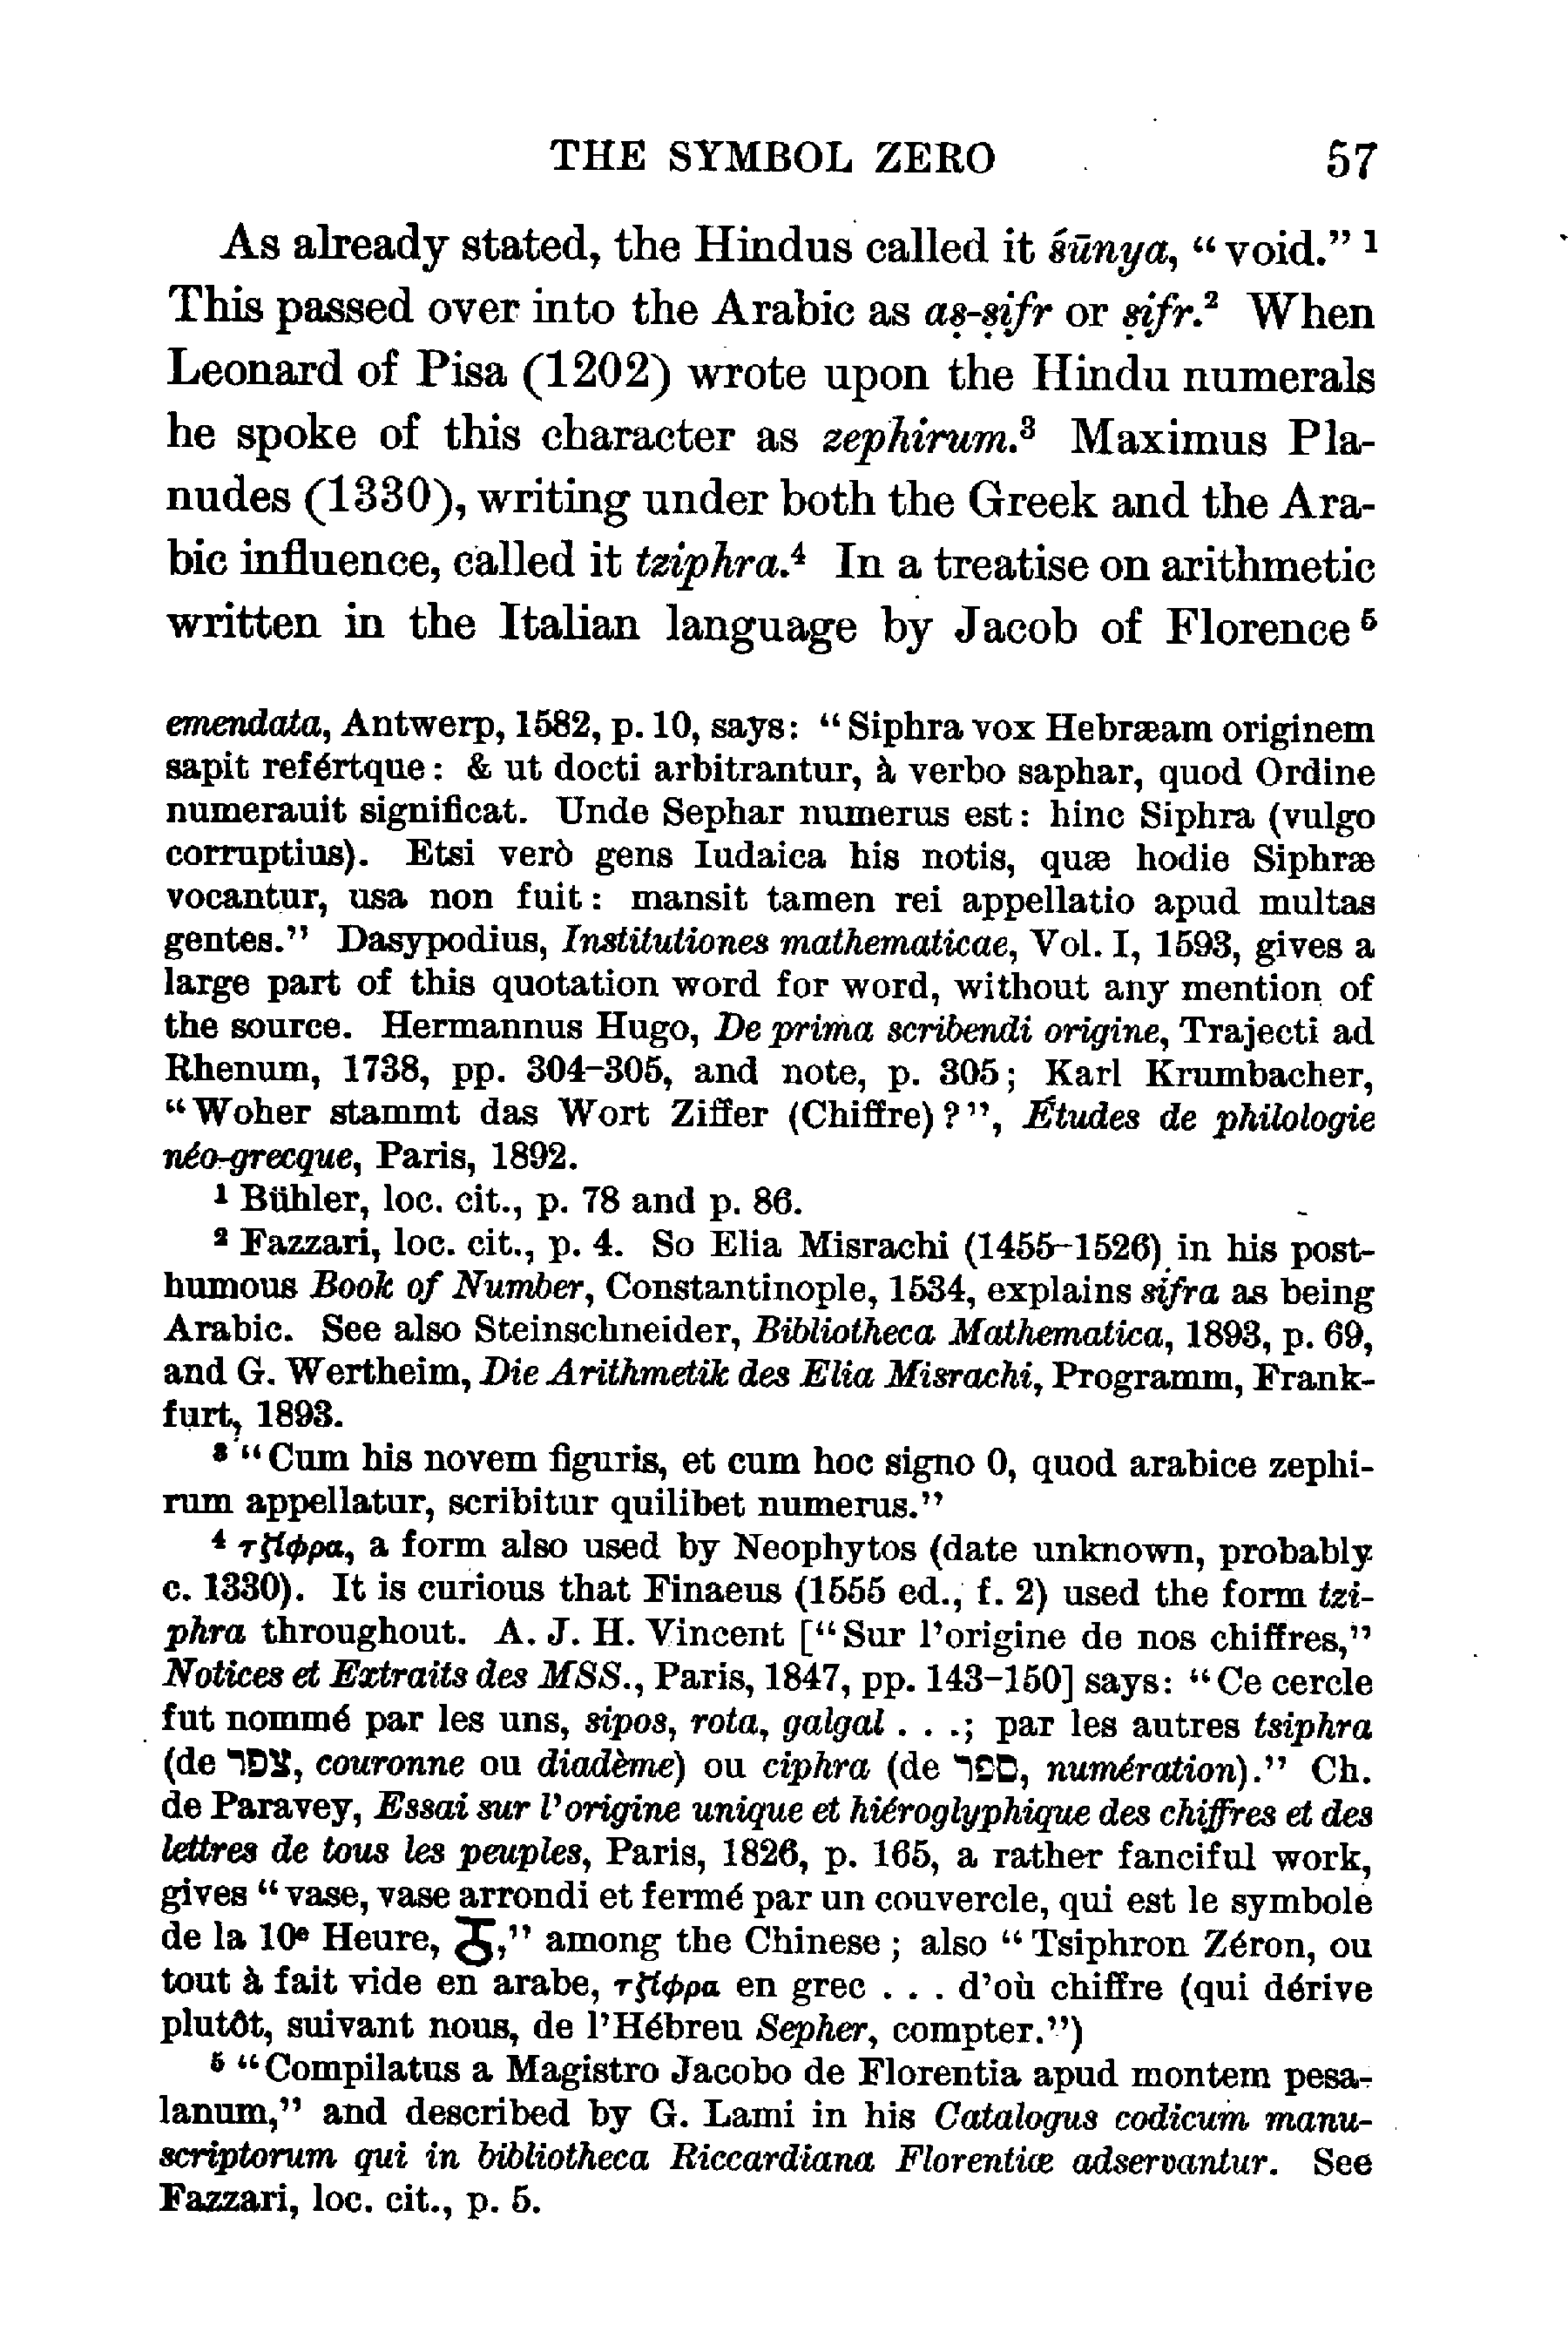 THE SYMBOL ZERO 57
As already stated, the Hindus called it śūnya, “void.” ¹
This passed over into the Arabic as aṣ-ṣifr or ṣifr.² When
Leonard of Pisa (1202) wrote upon the Hindu numerals
he spoke of this character as zephirum.³ Maximus Pla-
nudes (1330), writing under both the Greek and the Ara-
bic influence, called it tziphra.⁴ In a treatise on arithmetic
written in the Italian language by Jacob of Florence ⁵
emendata, Antwerp, 1582, p. 10, says: “Siphra vox Hebræam originem
sapit refértque: & ut docti arbitrantur, à verbo saphar, quod Ordine
numerauit significat. Unde Sephar numerus est: hinc Siphra (vulgo
corruptius). Etsi verò gens Iudaica his notis, quæ hodie Siphræ
vocantur, usa non fuit: mansit tamen rei appellatio apud multas
gentes.” Dasypodius, Institutiones mathematicae, Vol. I, 1593, gives a
large part of this quotation word for word, without any mention of
the source. Hermannus Hugo, De prima scribendi origine, Trajecti ad
Rhenum, 1738, pp. 304–305, and note, p. 305; Karl Krumbacher,
“Woher stammt das Wort Ziffer (Chiffre)?”, Études de philologie
néo-grecque, Paris, 1892.
¹ Bühler, loc. cit., p. 78 and p. 86.
² Fazzari, loc. cit., p. 4. So Elia Misrachi (1455–1526) in his post-
humous Book of Number, Constantinople, 1534, explains sifra as being
Arabic. See also Steinschneider, Bibliotheca Mathematica, 1893, p. 69,
and G. Wertheim, Die Arithmetik des Elia Misrachi, Programm, Frank-
furt, 1893.
³ “Cum his novem figuris, et cum hoc signo 0, quod arabice zephi-
rum appellatur, scribitur quilibet numerus.”
⁴ τζίφρα, a form also used by Neophytos (date unknown, probably
c. 1330). It is curious that Finaeus (1555 ed., f. 2) used the form tzi-
phra throughout. A. J. H. Vincent [“Sur l’origine de nos chiffres,”
Notices et Extraits des MSS., Paris, 1847, pp. 143–150] says: “Ce cercle
fut nommé par les uns, sipos, rota, galgal . . .; par les autres tsiphra
(de צפר, couronne ou diadème) ou ciphra (de ספר, numération).” Ch.
de Paravey, Essai sur l’origine unique et hiéroglyphique des chiffres et des
lettres de tous les peuples, Paris, 1826, p. 165, a rather fanciful work,
gives “vase, vase arrondi et fermé par un couvercle, qui est le symbole
de la 10ᵉ Heure, ,” among the Chinese; also “Tsiphron Zéron, ou
tout à fait vide en arabe, τζίφρα en grec . . . d’où chiffre (qui dérive
plutôt, suivant nous, de l’Hébreu Sepher, compter.”)
⁵ “Compilatus a Magistro Jacobo de Florentia apud montem pesa-
lanum,” and described by G. Lami in his Catalogus codicum manu-
scriptorum qui in bibliotheca Riccardiana Florentiæ adservantur. See
Fazzari, loc. cit., p. 5.